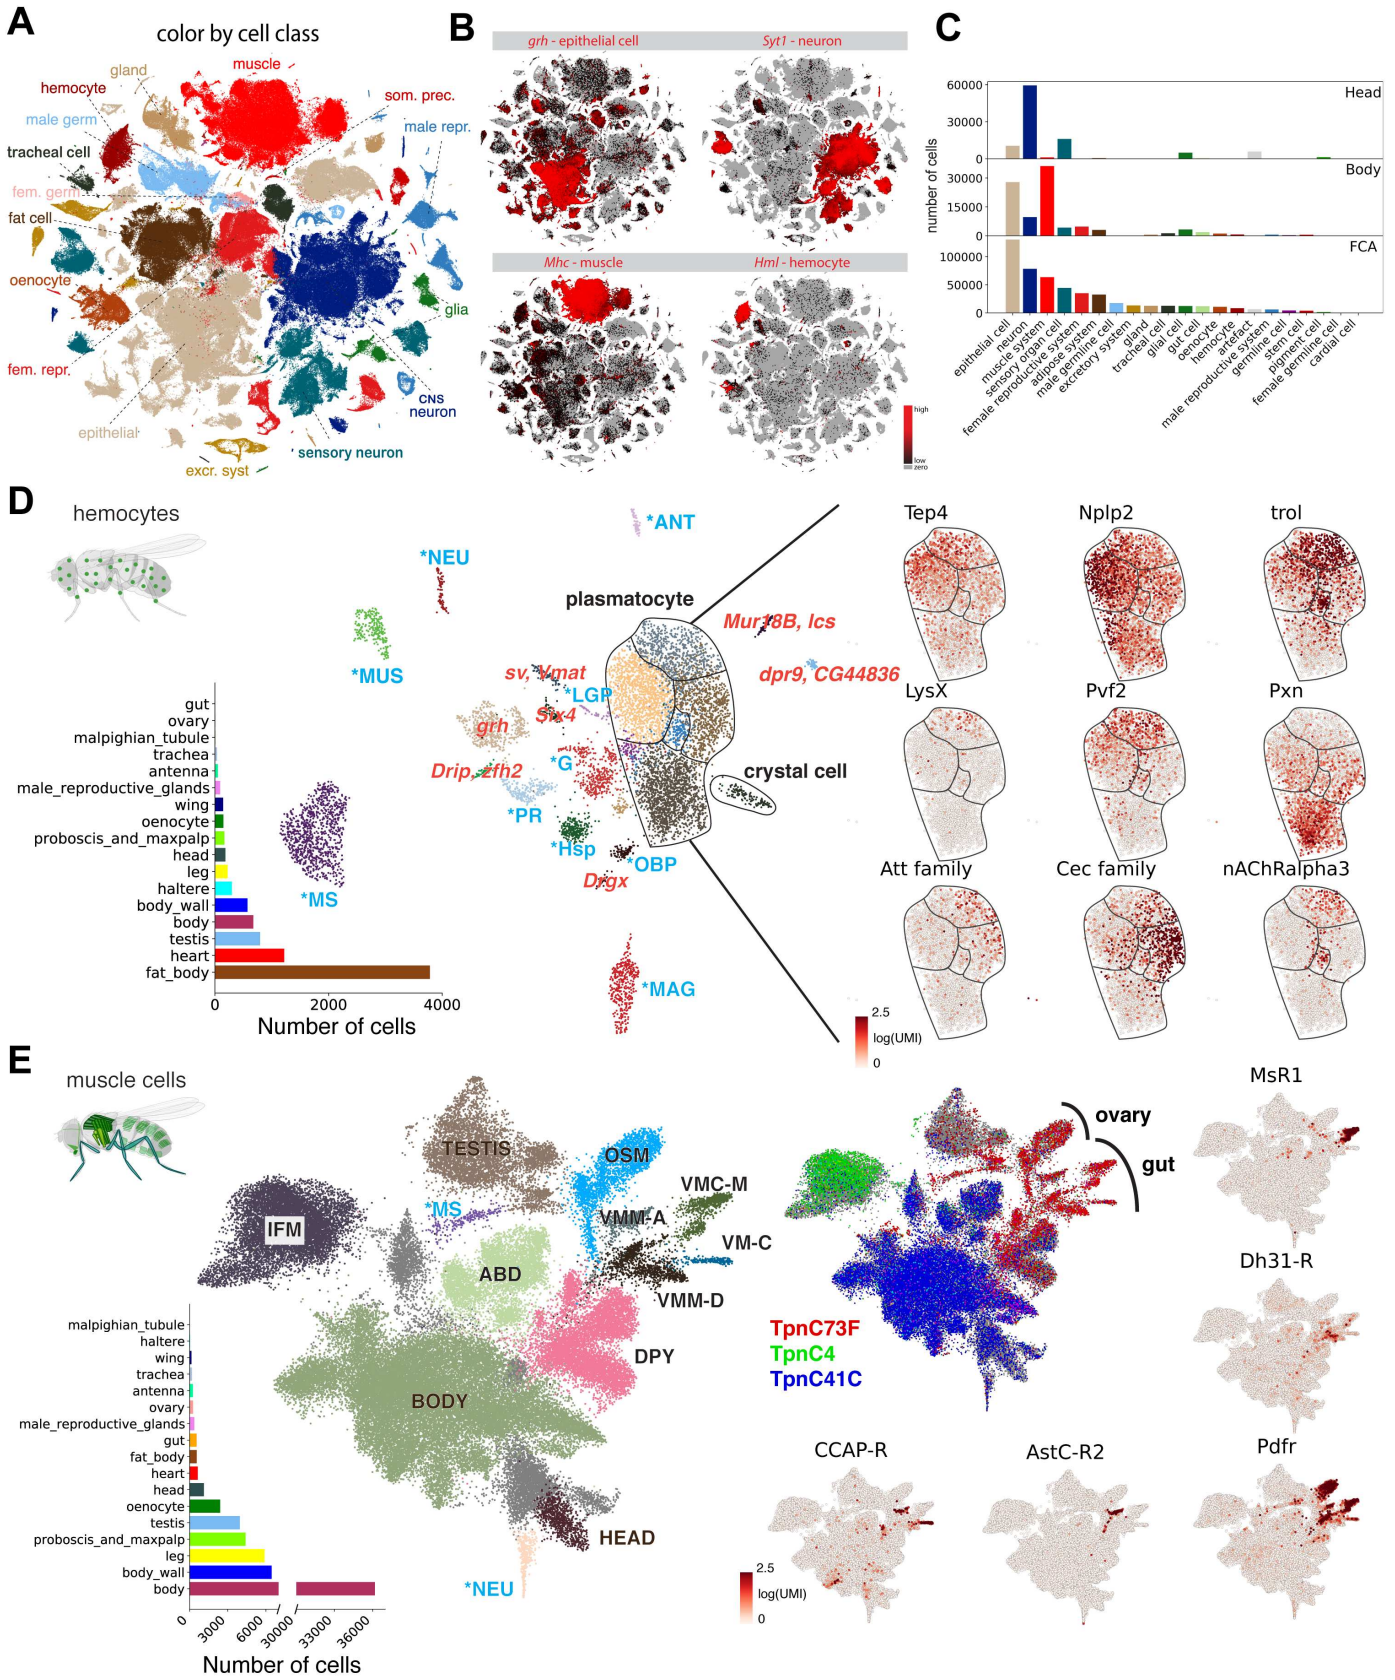 A
color by cell class
gland
muscle
hemocyte
som. prec.
male germ
male repr.
tracheal cell
fem. germ
fat cell
oenocyte
glia
fem. repr.
CNS
neuron
epithelial
sensory neuron
excr. syst
B
grh - epithelial cell
Syt1 - neuron
Mhc - muscle
Hml - hemocyte
high
low
zero
C
number of cells
60000
30000
0
Head
30000
15000
0
Body
100000
50000
0
FCA
epithelial cell
neuron
muscle system
sensory organ cell
female reproductive system
adipose system
male germline cell
excretory system
gland
tracheal cell
glial cell
gut cell
oenocyte
hemocyte
artefact
male reproductive system
germline cell
stem cell
pigment cell
female germline cell
cardial cell
D
hemocytes
*ANT
*NEU
*MUS
plasmatocyte
Mur18B, lcs
dpr9, CG44836
sv, Vmat
*LGP
Six4
grh
*G
Drip, zfh2
*PR
crystal cell
*Hsp
*OBP
Drgx
*MS
*MAG
gut
ovary
malpighian_tubule
trachea
antenna
male_reproductive_glands
wing
oenocyte
proboscis_and_maxpalp
head
leg
haltere
body_wall
body
testis
heart
fat_body
0 2000 4000
Number of cells
Tep4 Nplp2 trol
LysX Pvf2 Pxn
Att family Cec family nAChRalpha3
2.5
log(UMI)
0
E
muscle cells
TESTIS
OSM
VMC-M
*MS
VMM-A
IFM
VM-C
ABD
VMM-D
DPY
BODY
HEAD
*NEU
malpighian_tubule
haltere
wing
trachea
antenna
ovary
male_reproductive_glands
gut
fat_body
heart
head
oenocyte
testis
proboscis_and_maxpalp
leg
body_wall
body
0 3000 6000 30000 33000 36000
Number of cells
ovary
gut
TpnC73F
TpnC4
TpnC41C
MsR1
Dh31-R
CCAP-R AstC-R2 Pdfr
2.5
log(UMI)
0